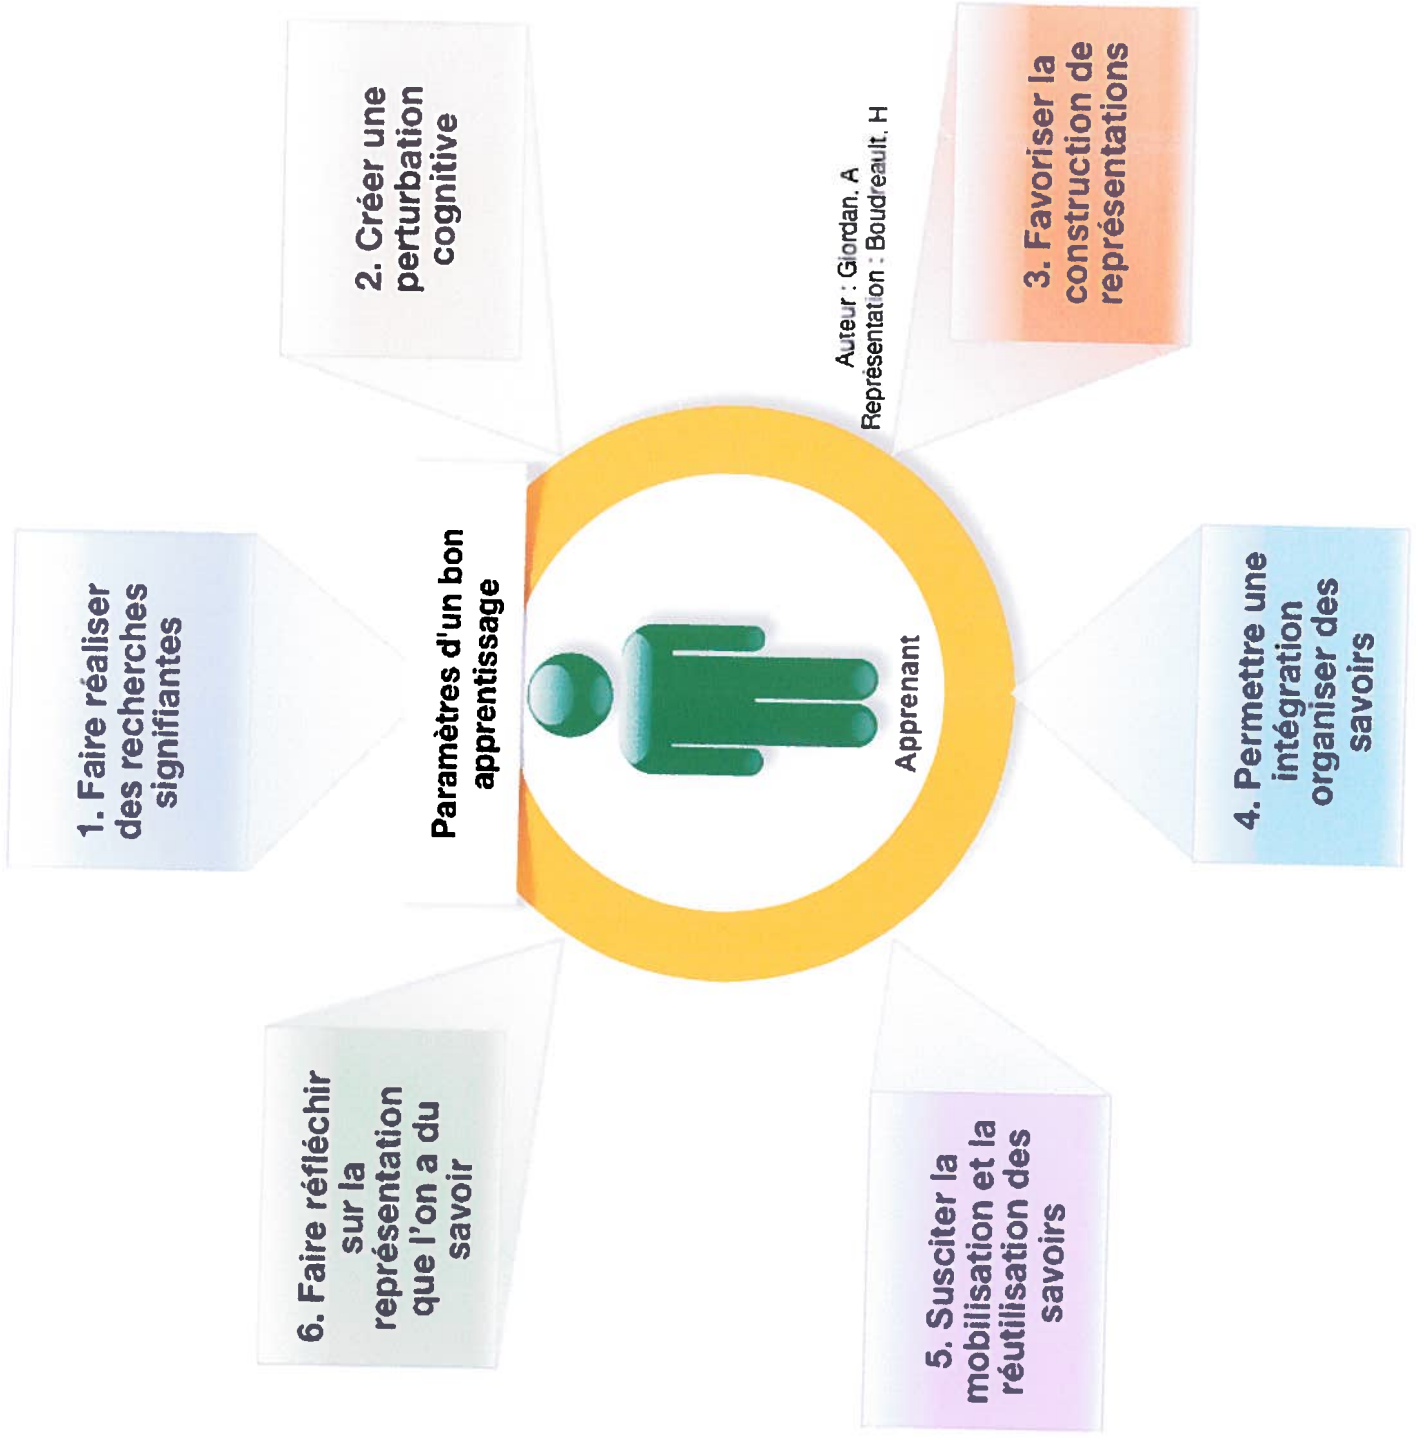 1. Faire réaliser
des recherches
signifiantes
2. Créer une
perturbation
cognitive
Paramètres d'un bon
apprentissage
Apprenant
Auteur : Giordan. A
Représentation : Boudreault, H
3. Favoriser la
construction de
représentations
4. Permettre une
intégration
organiser des
savoirs
5. Susciter la
mobilisation et la
réutilisation des
savoirs
6. Faire réfléchir
sur la
représentation
que l'on a du
savoir